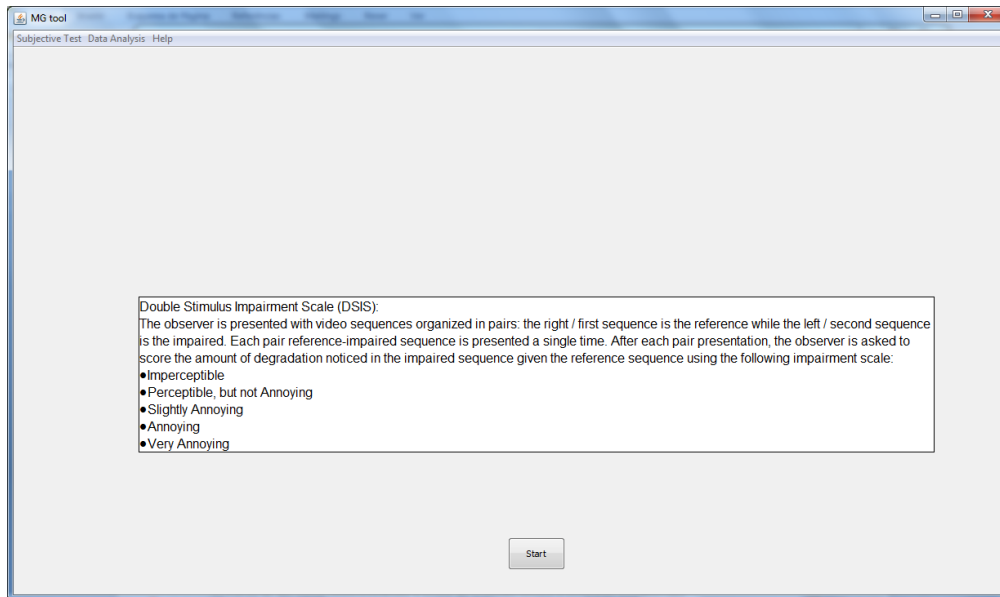 MG tool
Subjective Test Data Analysis Help
Double Stimulus Impairment Scale (DSIS):
The observer is presented with video sequences organized in pairs: the right / first sequence is the reference while the left / second sequence
is the impaired. Each pair reference-impaired sequence is presented a single time. After each pair presentation, the observer is asked to
score the amount of degradation noticed in the impaired sequence given the reference sequence using the following impairment scale:
●Imperceptible
●Perceptible, but not Annoying
●Slightly Annoying
●Annoying
●Very Annoying
Start